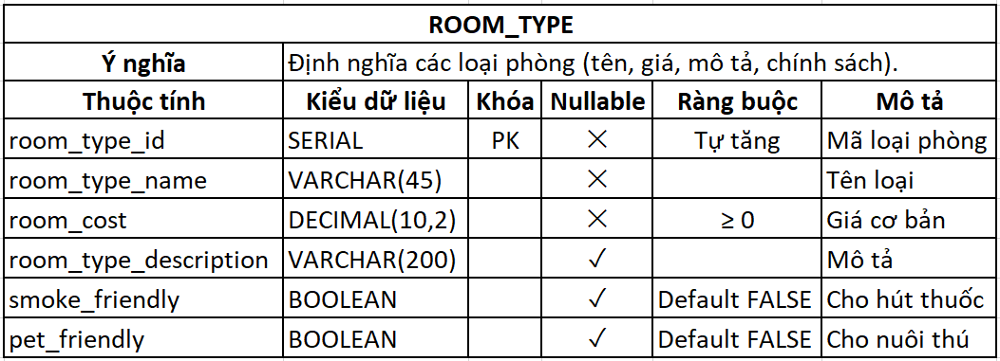 ROOM_TYPE
Ý nghĩa Định nghĩa các loại phòng (tên, giá, mô tả, chính sách).
Thuộc tính Kiểu dữ liệu Khóa Nullable Ràng buộc Mô tả
room_type_id SERIAL PK ✕ Tự tăng Mã loại phòng
room_type_name VARCHAR(45) ✕ Tên loại
room_cost DECIMAL(10,2) ✕ ≥ 0 Giá cơ bản
room_type_description VARCHAR(200) ✓ Mô tả
smoke_friendly BOOLEAN ✓ Default FALSE Cho hút thuốc
pet_friendly BOOLEAN ✓ Default FALSE Cho nuôi thú